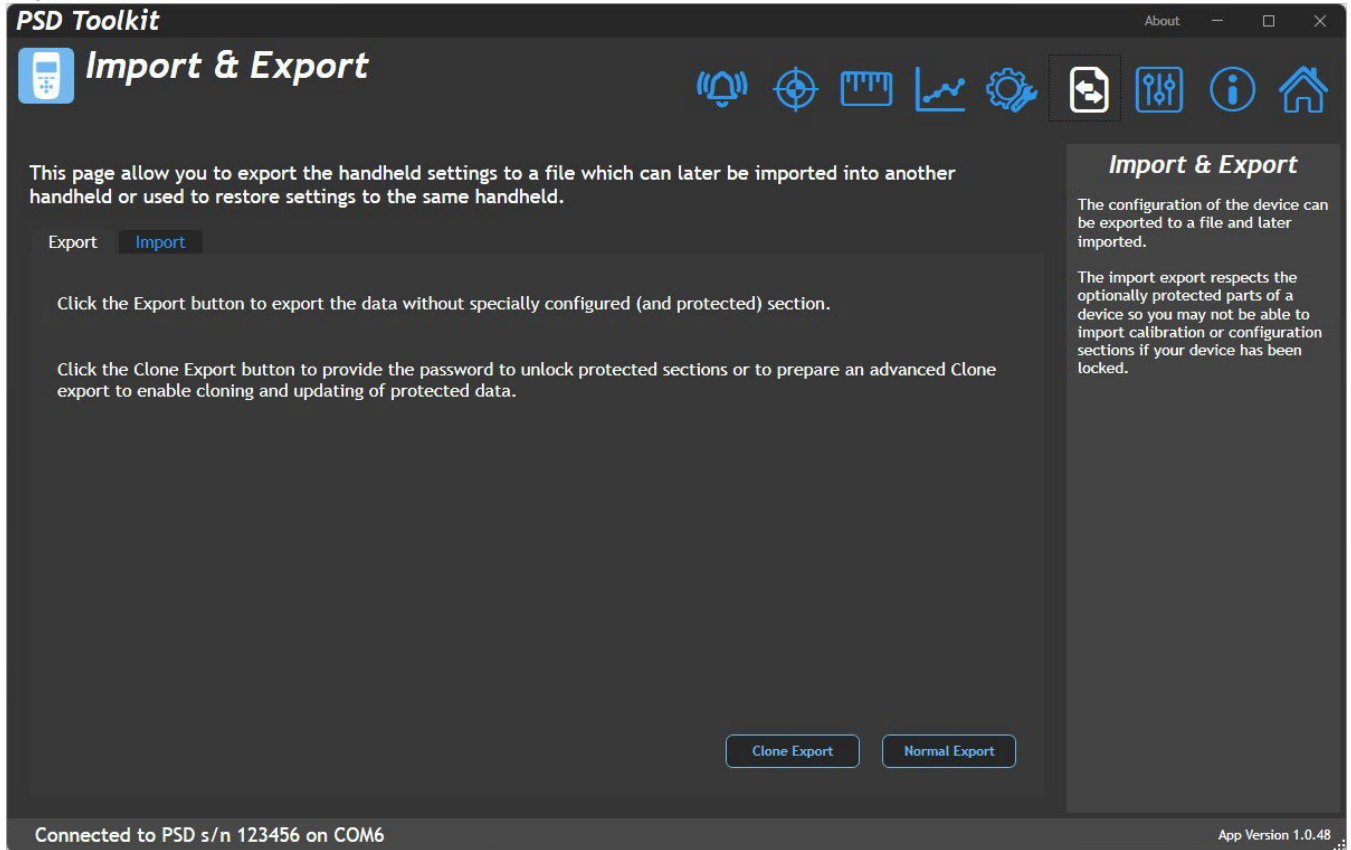 PSD Toolkit
About
Import & Export
This page allow you to export the handheld settings to a file which can later be imported into another
handheld or used to restore settings to the same handheld.
Export
Import
Click the Export button to export the data without specially configured (and protected) section.
Click the Clone Export button to provide the password to unlock protected sections or to prepare an advanced Clone
export to enable cloning and updating of protected data.
Clone Export
Normal Export
Import & Export
The configuration of the device can
be exported to a file and later
imported.
The import export respects the
optionally protected parts of a
device so you may not be able to
import calibration or configuration
sections if your device has been
locked.
Connected to PSD s/n 123456 on COM6
App Version 1.0.48